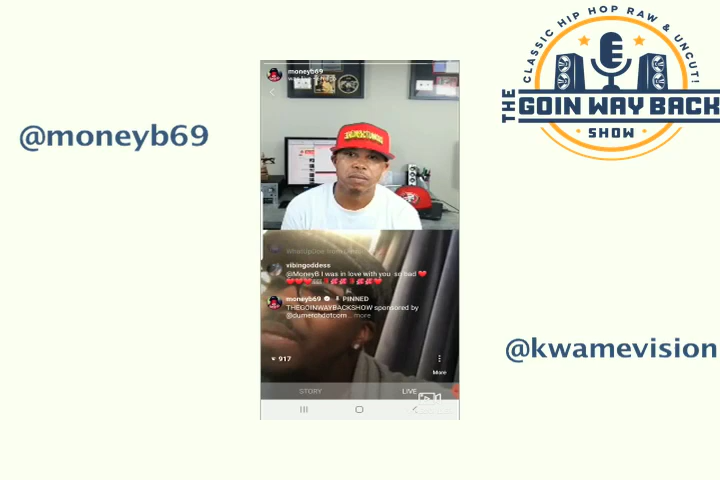 CLASSIC HIP HOP RAW & UNCUT!
THE
GOIN WAY BACK
SHOW
@moneyb69
moneyb69
vibingoddess
@MoneyB I was in love with you so bad
moneyb69 PINNED
THEGOINWAYBACKSHOW sponsored by
@dumerchdotcom... more
917
More
STORY
LIVE
@kwamevision